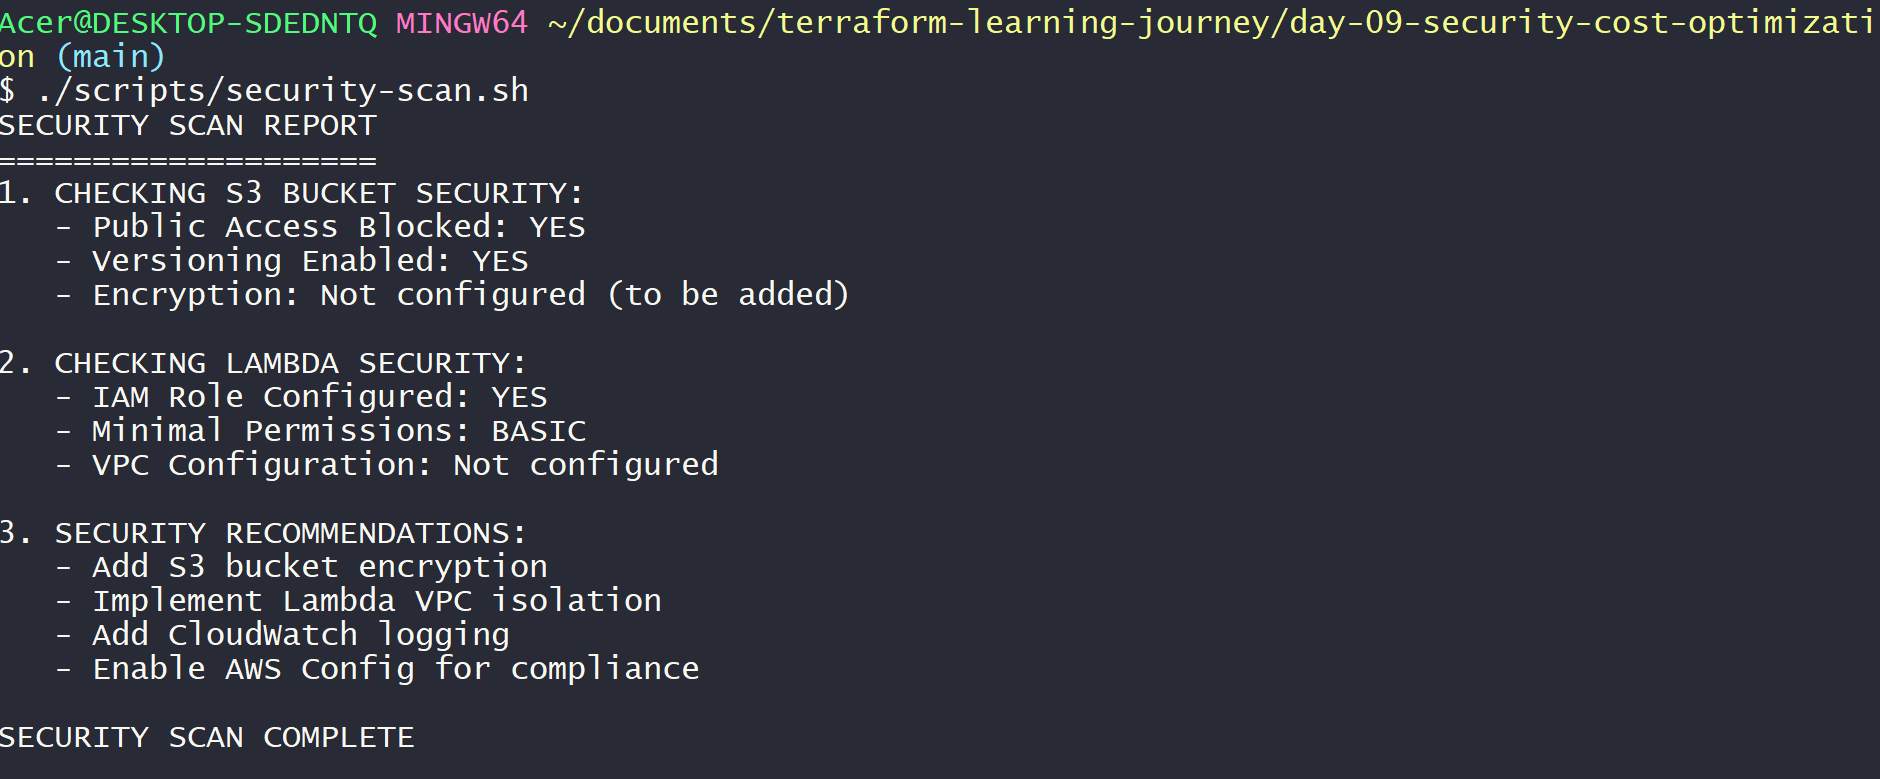 Acer@DESKTOP-SDEDNTQ MINGW64 ~/documents/terraform-learning-journey/day-09-security-cost-optimizati
on (main)
$ ./scripts/security-scan.sh
SECURITY SCAN REPORT
====================
1. CHECKING S3 BUCKET SECURITY:
   - Public Access Blocked: YES
   - Versioning Enabled: YES
   - Encryption: Not configured (to be added)

2. CHECKING LAMBDA SECURITY:
   - IAM Role Configured: YES
   - Minimal Permissions: BASIC
   - VPC Configuration: Not configured

3. SECURITY RECOMMENDATIONS:
   - Add S3 bucket encryption
   - Implement Lambda VPC isolation
   - Add CloudWatch logging
   - Enable AWS Config for compliance

SECURITY SCAN COMPLETE